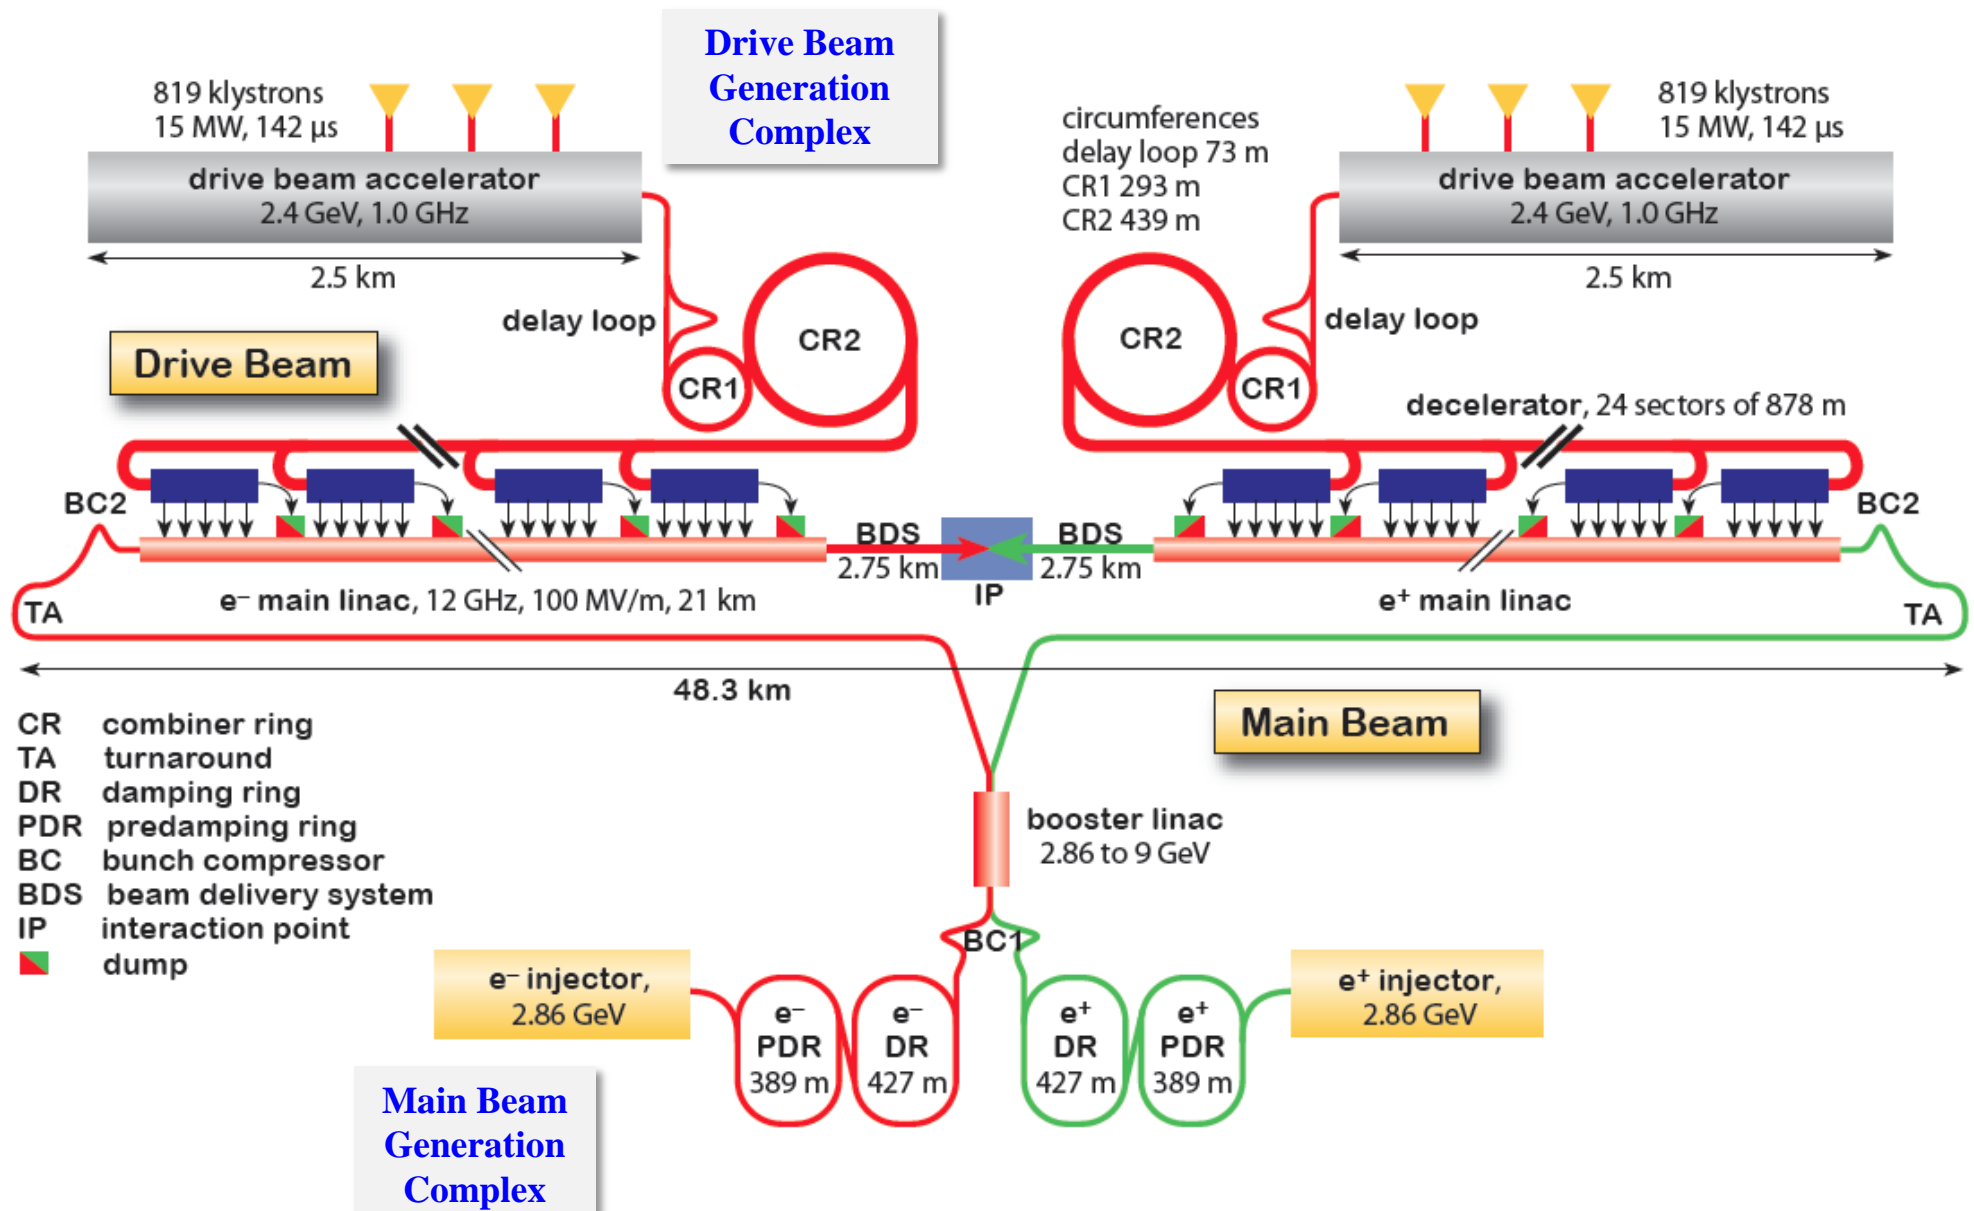 Drive Beam
Generation
Complex
819 klystrons
15 MW, 142 µs
drive beam accelerator
2.4 GeV, 1.0 GHz
2.5 km
circumferences
delay loop 73 m
CR1 293 m
CR2 439 m
819 klystrons
15 MW, 142 µs
drive beam accelerator
2.4 GeV, 1.0 GHz
2.5 km
delay loop
CR2
CR1
Drive Beam
CR2
CR1
delay loop
decelerator, 24 sectors of 878 m
BC2
BDS
2.75 km
IP
BDS
2.75 km
BC2
TA
e⁻ main linac, 12 GHz, 100 MV/m, 21 km
e⁺ main linac
TA
48.3 km
Main Beam
CR combiner ring
TA turnaround
DR damping ring
PDR predamping ring
BC bunch compressor
BDS beam delivery system
IP interaction point
dump
booster linac
2.86 to 9 GeV
BC1
e⁻ injector,
2.86 GeV
e⁻
PDR
389 m
e⁻
DR
427 m
e⁺
DR
427 m
e⁺
PDR
389 m
e⁺ injector,
2.86 GeV
Main Beam
Generation
Complex